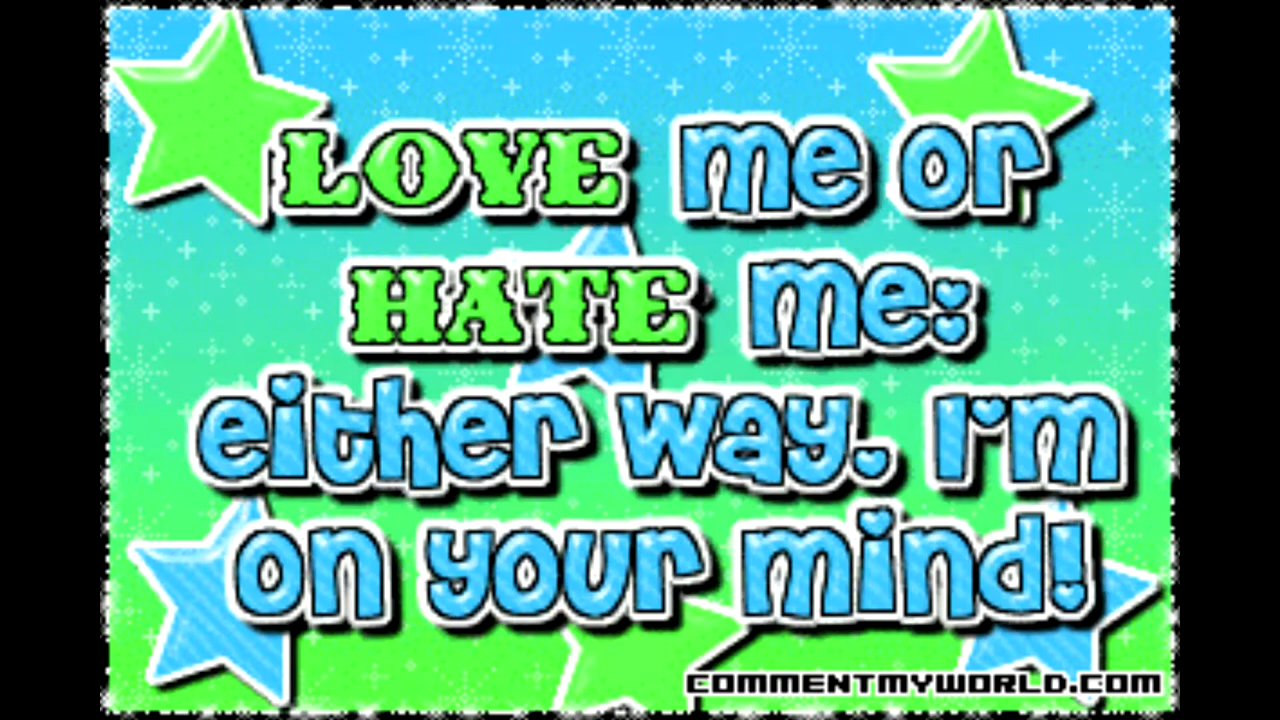 LOVE me or
HATE me:
either way. I'm
on your mind!
COMMENTMYWORLD.COM